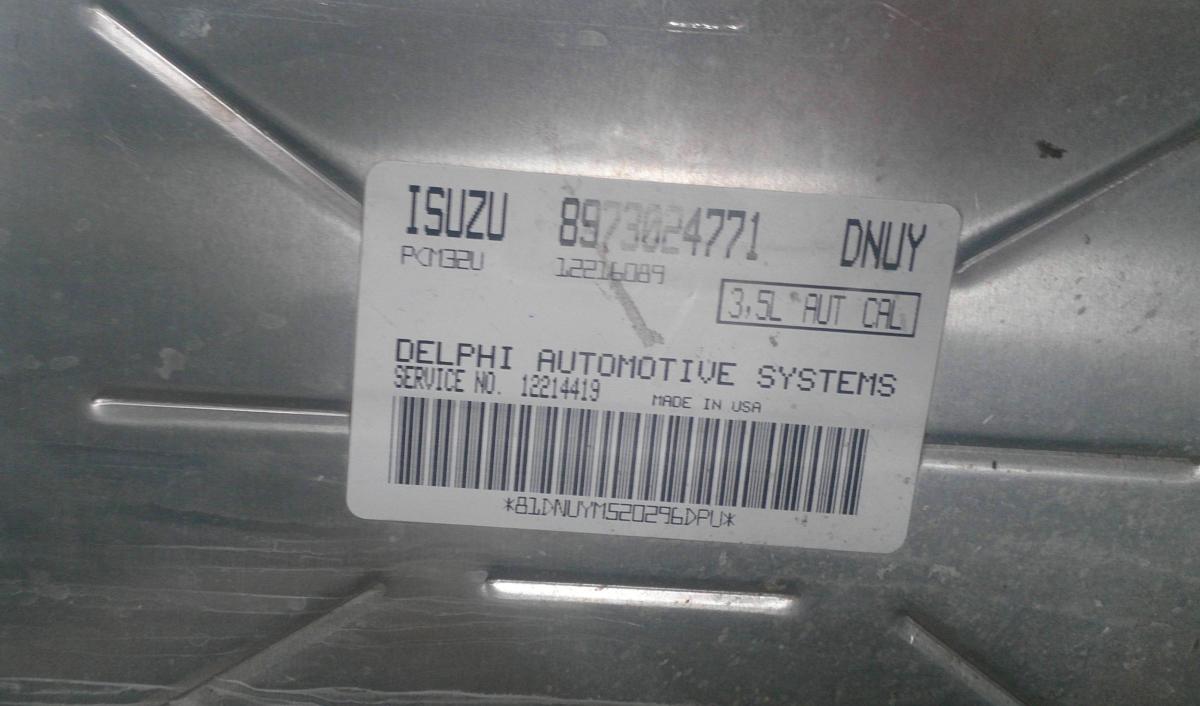 ISUZU 8973024771 DNUY
PCM32U 12216089
3,5L AUT CAL
DELPHI AUTOMOTIVE SYSTEMS
SERVICE NO. 12214419 MADE IN USA
*81DNUYM520296DPU*